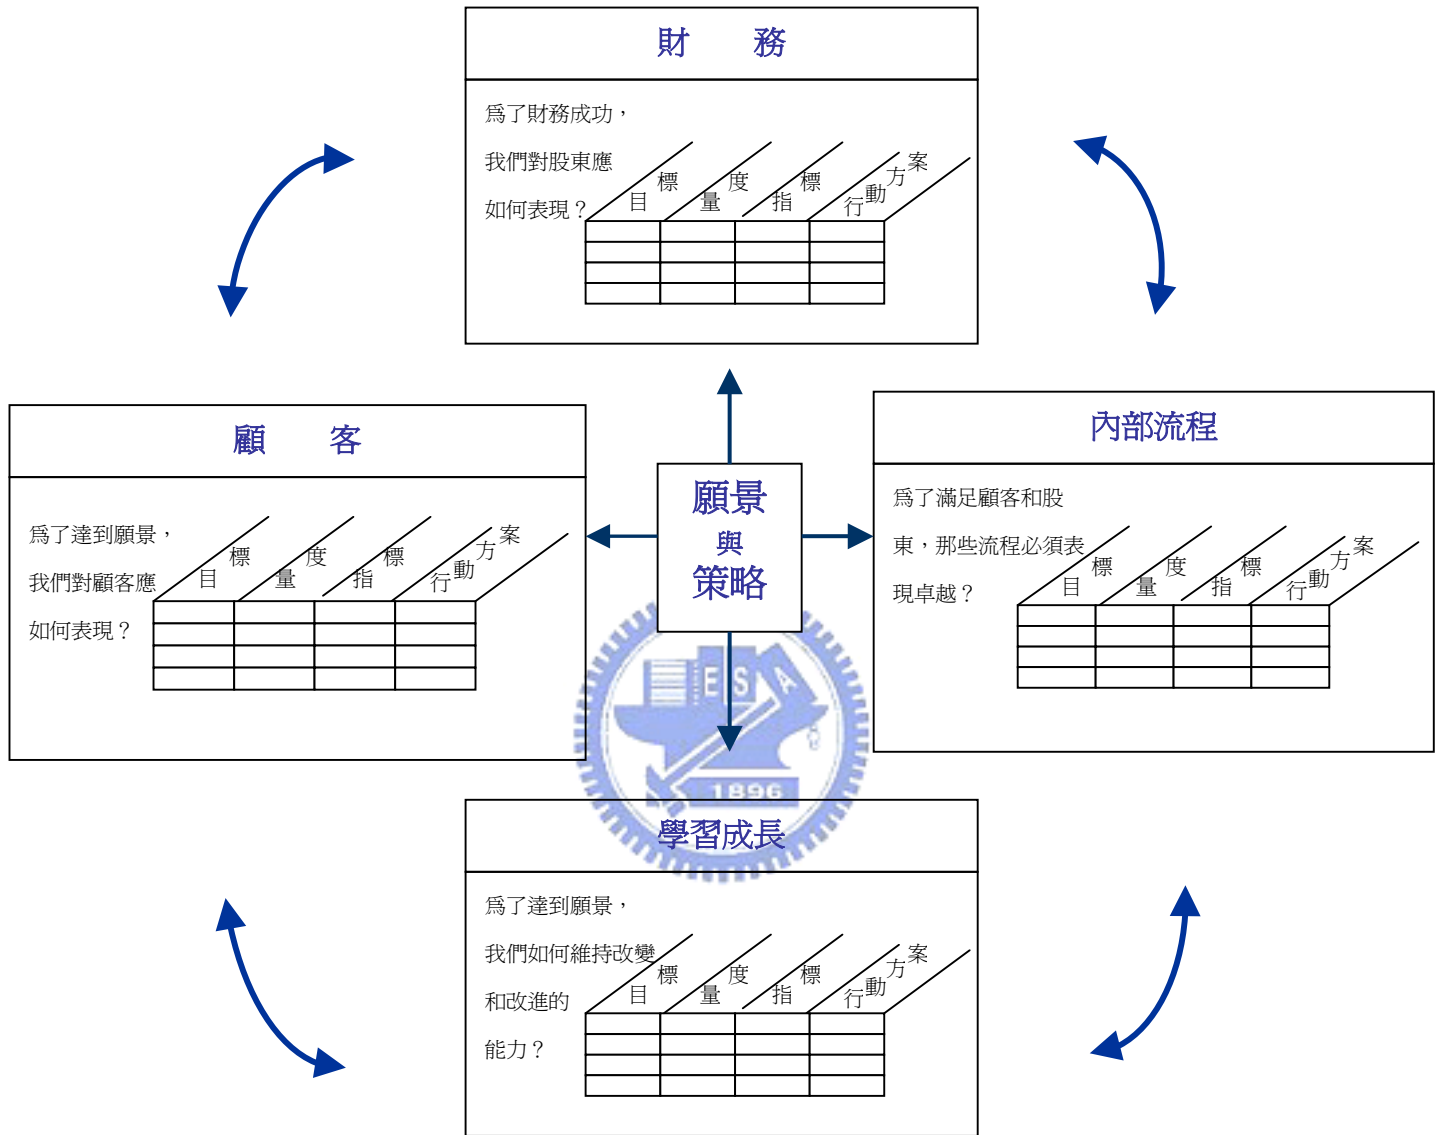 財務
為了財務成功，
我們對股東應
如何表現？
目標
量度
指標
行動方案
顧客
為了達到願景，
我們對顧客應
如何表現？
目標
量度
指標
行動方案
願景
與
策略
內部流程
為了滿足顧客和股
東，那些流程必須表
現卓越？
目標
量度
指標
行動方案
E S A
1896
學習成長
為了達到願景，
我們如何維持改變
和改進的
能力？
目標
量度
指標
行動方案